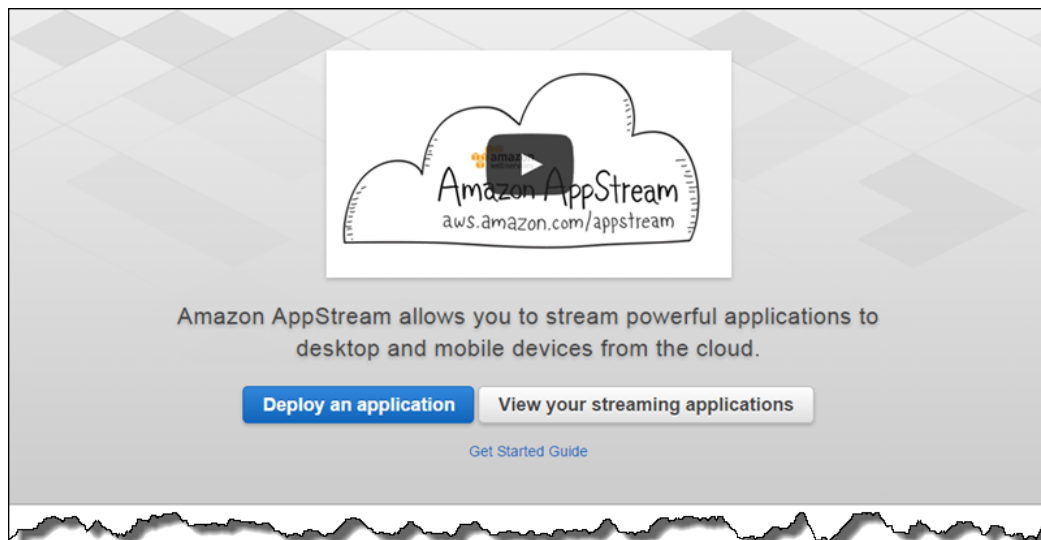 amazon
Amazon AppStream
aws.amazon.com/appstream
Amazon AppStream allows you to stream powerful applications to
desktop and mobile devices from the cloud.
Deploy an application
View your streaming applications
Get Started Guide